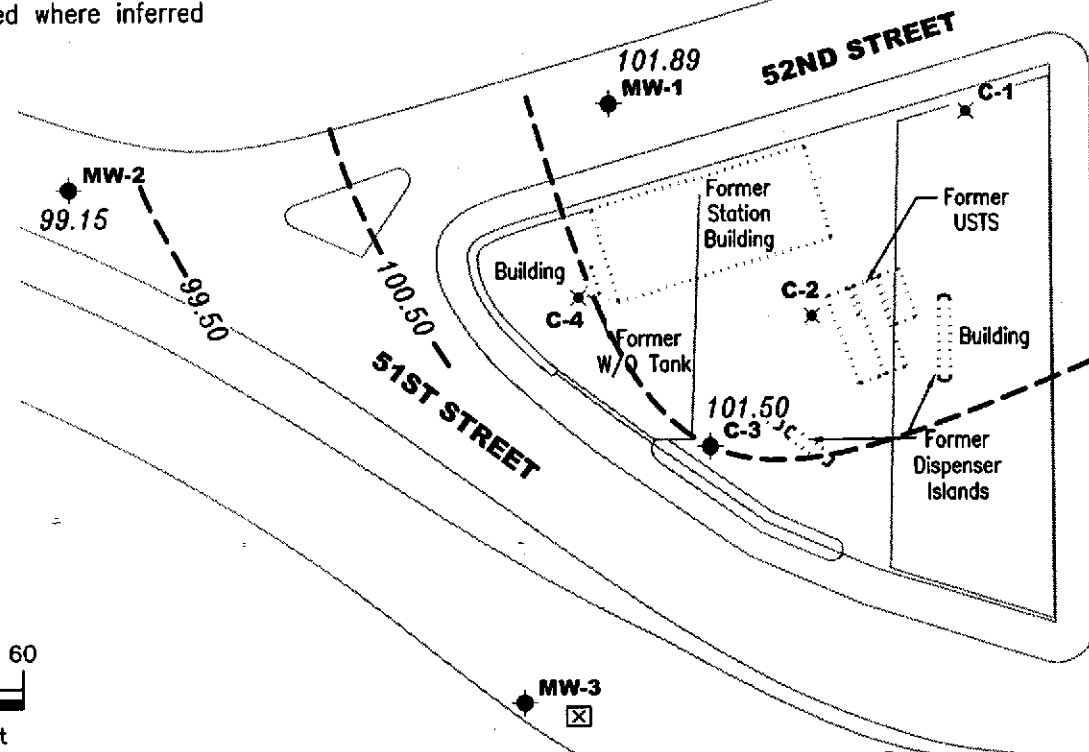 ed where inferred
101.89
MW-1
52ND STREET
C-1
MW-2
99.15
Former
Station
Building
Former
USTS
Building
C-4
C-2
99.50
100.50
Former
W/O Tank
Building
51ST STREET
101.50
C-3
Former
Dispenser
Islands
60
MW-3
t